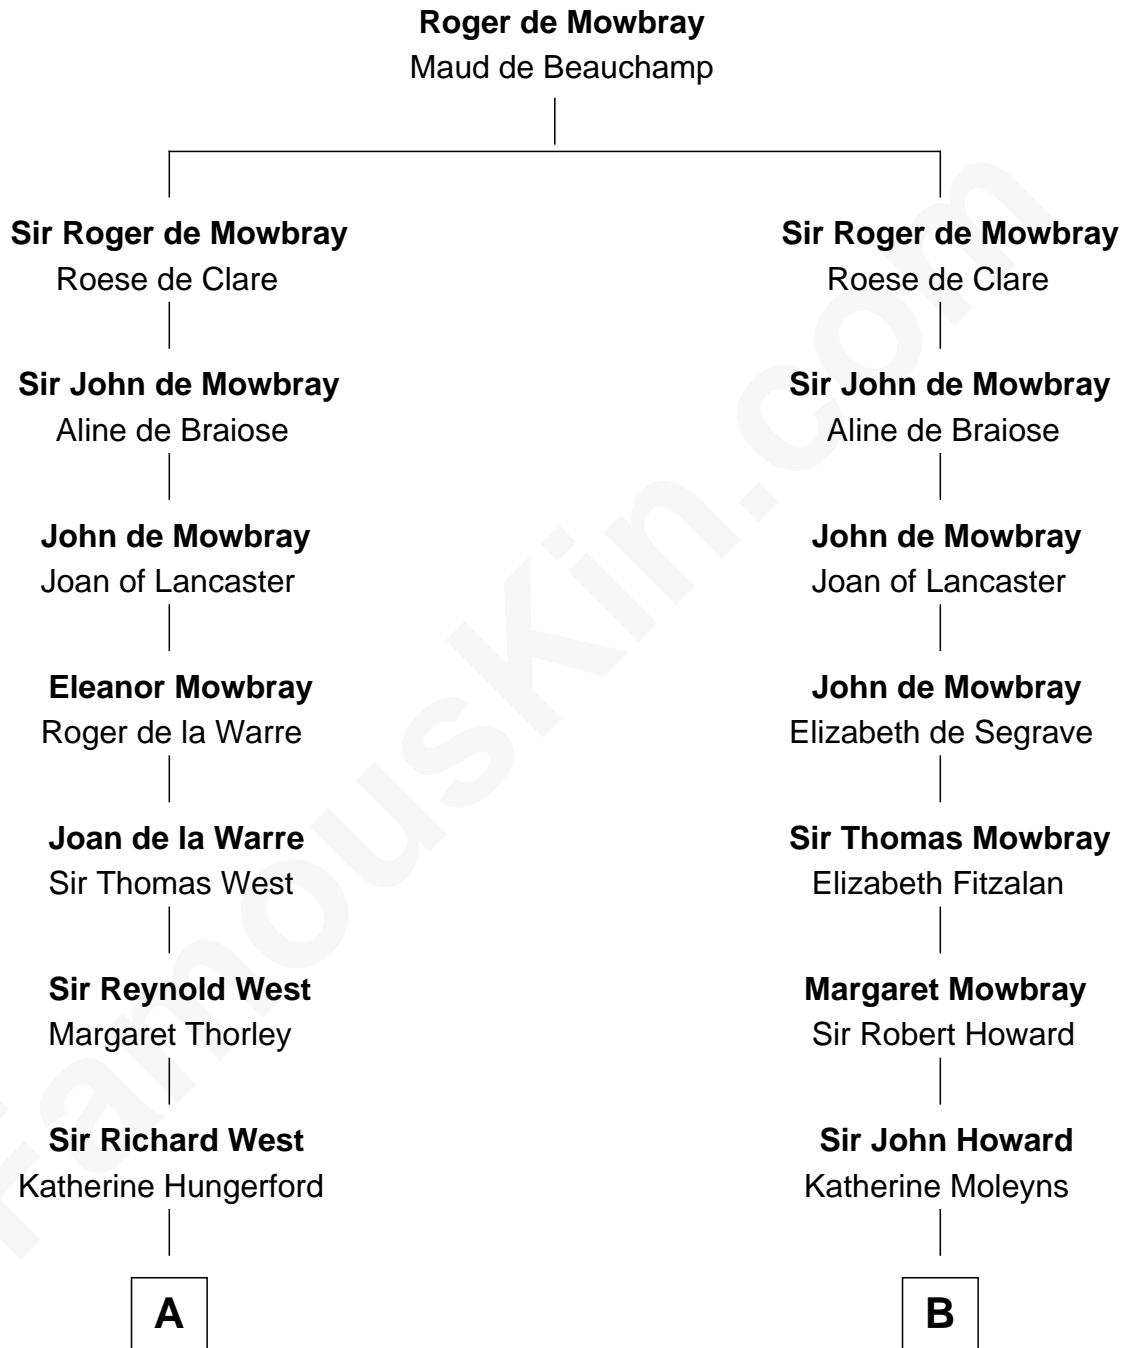 Roger de Mowbray
Maud de Beauchamp
Sir Roger de Mowbray
Roese de Clare
Sir John de Mowbray
Aline de Braiose
John de Mowbray
Joan of Lancaster
Eleanor Mowbray
Roger de la Warre
Joan de la Warre
Sir Thomas West
Sir Reynold West
Margaret Thorley
Sir Richard West
Katherine Hungerford
A
Sir Roger de Mowbray
Roese de Clare
Sir John de Mowbray
Aline de Braiose
John de Mowbray
Joan of Lancaster
John de Mowbray
Elizabeth de Segrave
Sir Thomas Mowbray
Elizabeth Fitzalan
Margaret Mowbray
Sir Robert Howard
Sir John Howard
Katherine Moleyns
B
FamousKin.com